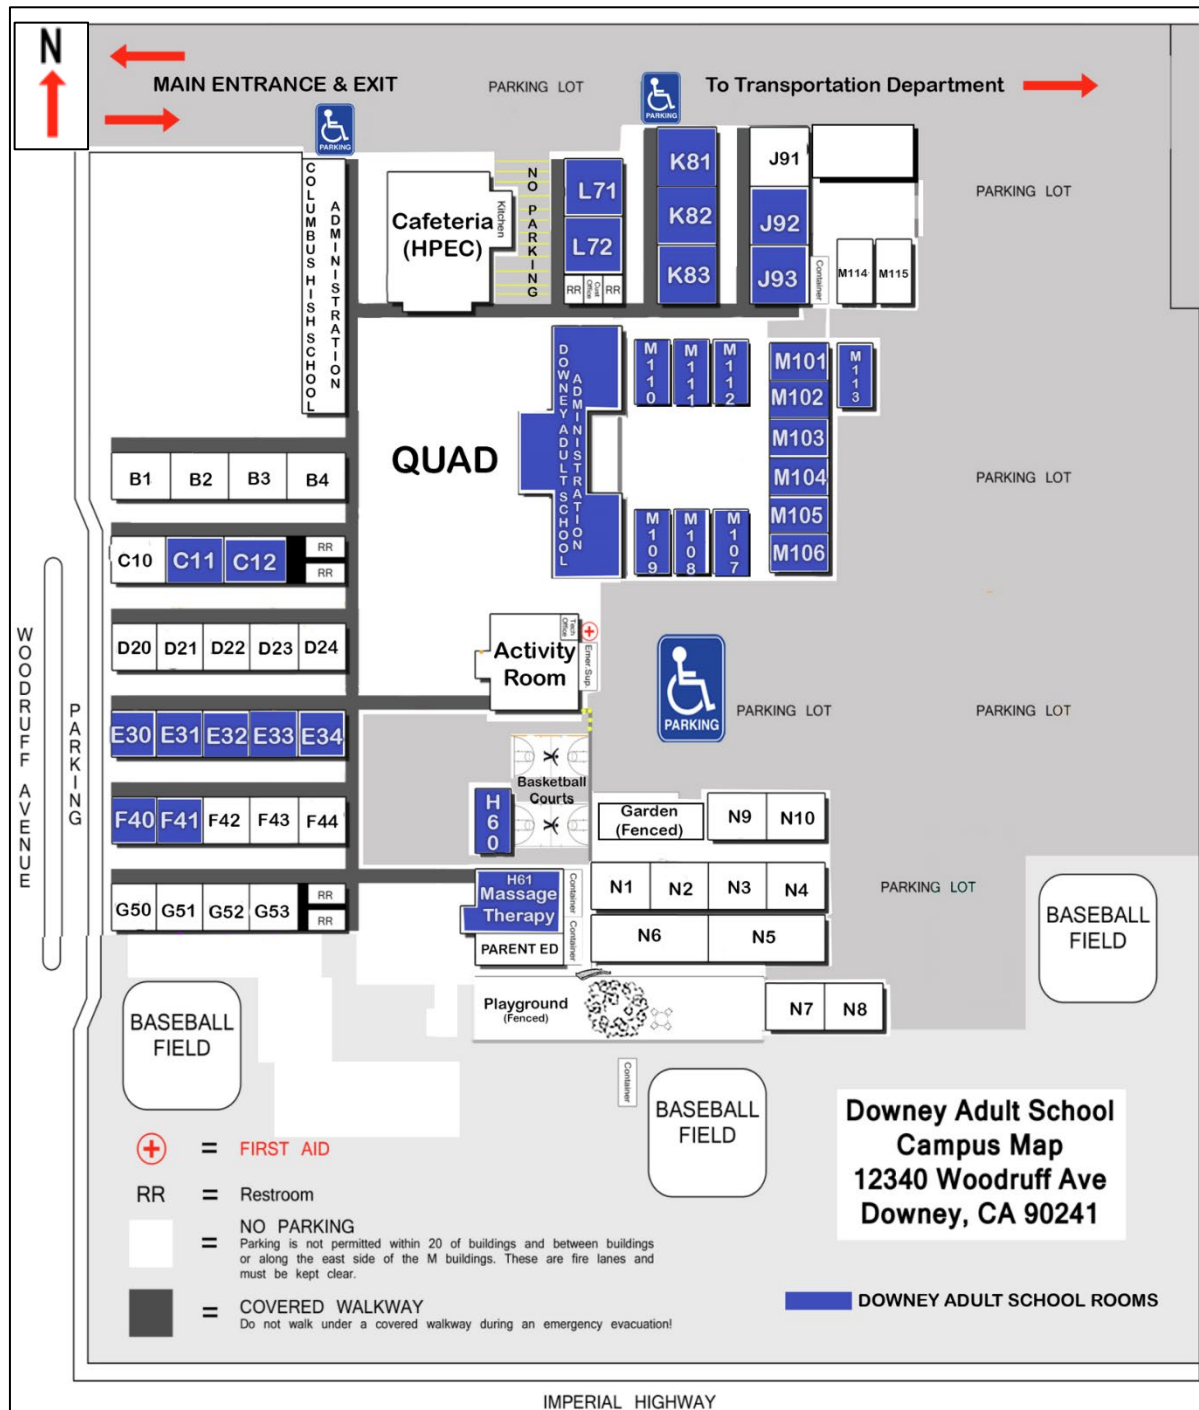 N
MAIN ENTRANCE & EXIT
PARKING LOT
To Transportation Department
PARKING
PARKING
COLUMBUS HISH SCHOOL
ADMINISTRATION
Cafeteria
(HPEC)
Kitchen
NO PARKING
L71
L72
RR
Cust Office
RR
K81
K82
K83
J91
J92
J93
Container
M114
M115
PARKING LOT
QUAD
DOWNEY ADULT SCHOOL
ADMINISTRATION
M110
M111
M112
M101
M102
M103
M104
M105
M106
M113
M109
M108
M107
PARKING LOT
B1
B2
B3
B4
C10
C11
C12
RR
RR
D20
D21
D22
D23
D24
E30
E31
E32
E33
E34
F40
F41
F42
F43
F44
G50
G51
G52
G53
RR
RR
WOODRUFF AVENUE
PARKING
Tech Office
Activity
Room
Emer.Sup.
PARKING
PARKING LOT
PARKING LOT
Basketball
Courts
H60
Garden
(Fenced)
N9
N10
H61
Massage
Therapy
PARENT ED
Container
Container
N1
N2
N3
N4
N6
N5
PARKING LOT
BASEBALL
FIELD
Playground
(Fenced)
N7
N8
BASEBALL
FIELD
Container
BASEBALL
FIELD
Downey Adult School
Campus Map
12340 Woodruff Ave
Downey, CA 90241
= FIRST AID
RR = Restroom
= NO PARKING
Parking is not permitted within 20 of buildings and between buildings
or along the east side of the M buildings. These are fire lanes and
must be kept clear.
= COVERED WALKWAY
Do not walk under a covered walkway during an emergency evacuation!
DOWNEY ADULT SCHOOL ROOMS
IMPERIAL HIGHWAY